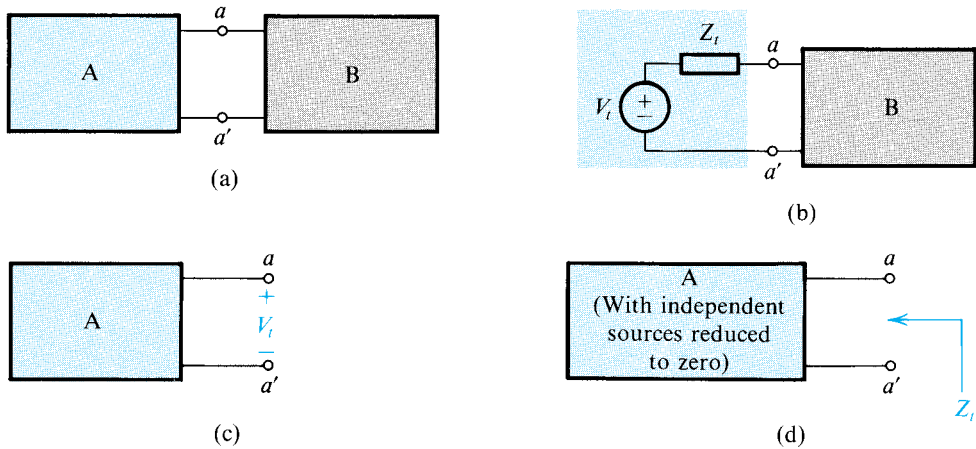 a
A
B
a'
(a)
Z_t
a
V_t
+
−
B
a'
(b)
a
A
+
V_t
−
a'
(c)
A
(With independent
sources reduced
to zero)
a
a'
Z_t
(d)